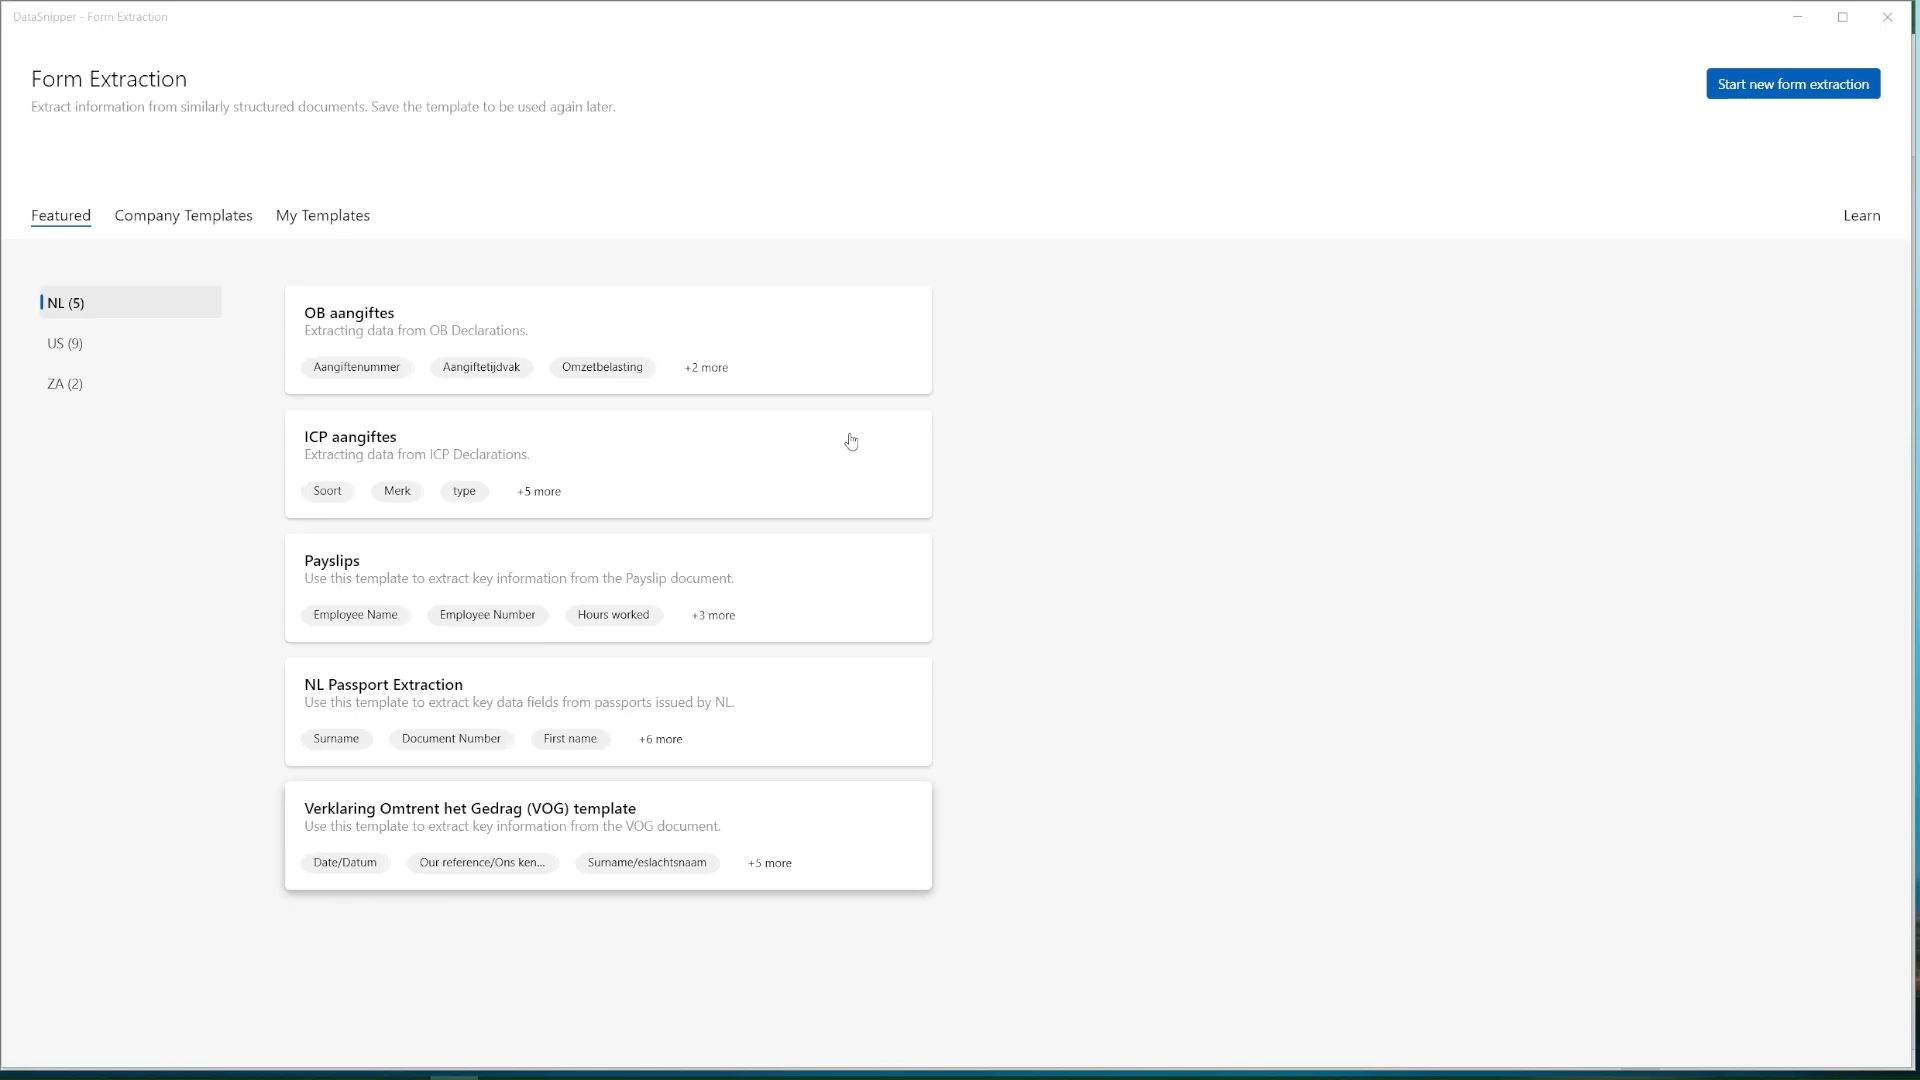 DataSnipper - Form Extraction
Form Extraction
Extract information from similarly structured documents. Save the template to be used again later.
Start new form extraction
Featured Company Templates My Templates Learn
NL (5)
US (9)
ZA (2)
OB aangiftes
Extracting data from OB Declarations.
Aangiftenummer Aangiftetijdvak Omzetbelasting +2 more
ICP aangiftes
Extracting data from ICP Declarations.
Soort Merk type +5 more
Payslips
Use this template to extract key information from the Payslip document.
Employee Name Employee Number Hours worked +3 more
NL Passport Extraction
Use this template to extract key data fields from passports issued by NL.
Surname Document Number First name +6 more
Verklaring Omtrent het Gedrag (VOG) template
Use this template to extract key information from the VOG document.
Date/Datum Our reference/Ons ken... Surname/eslachtsnaam +5 more